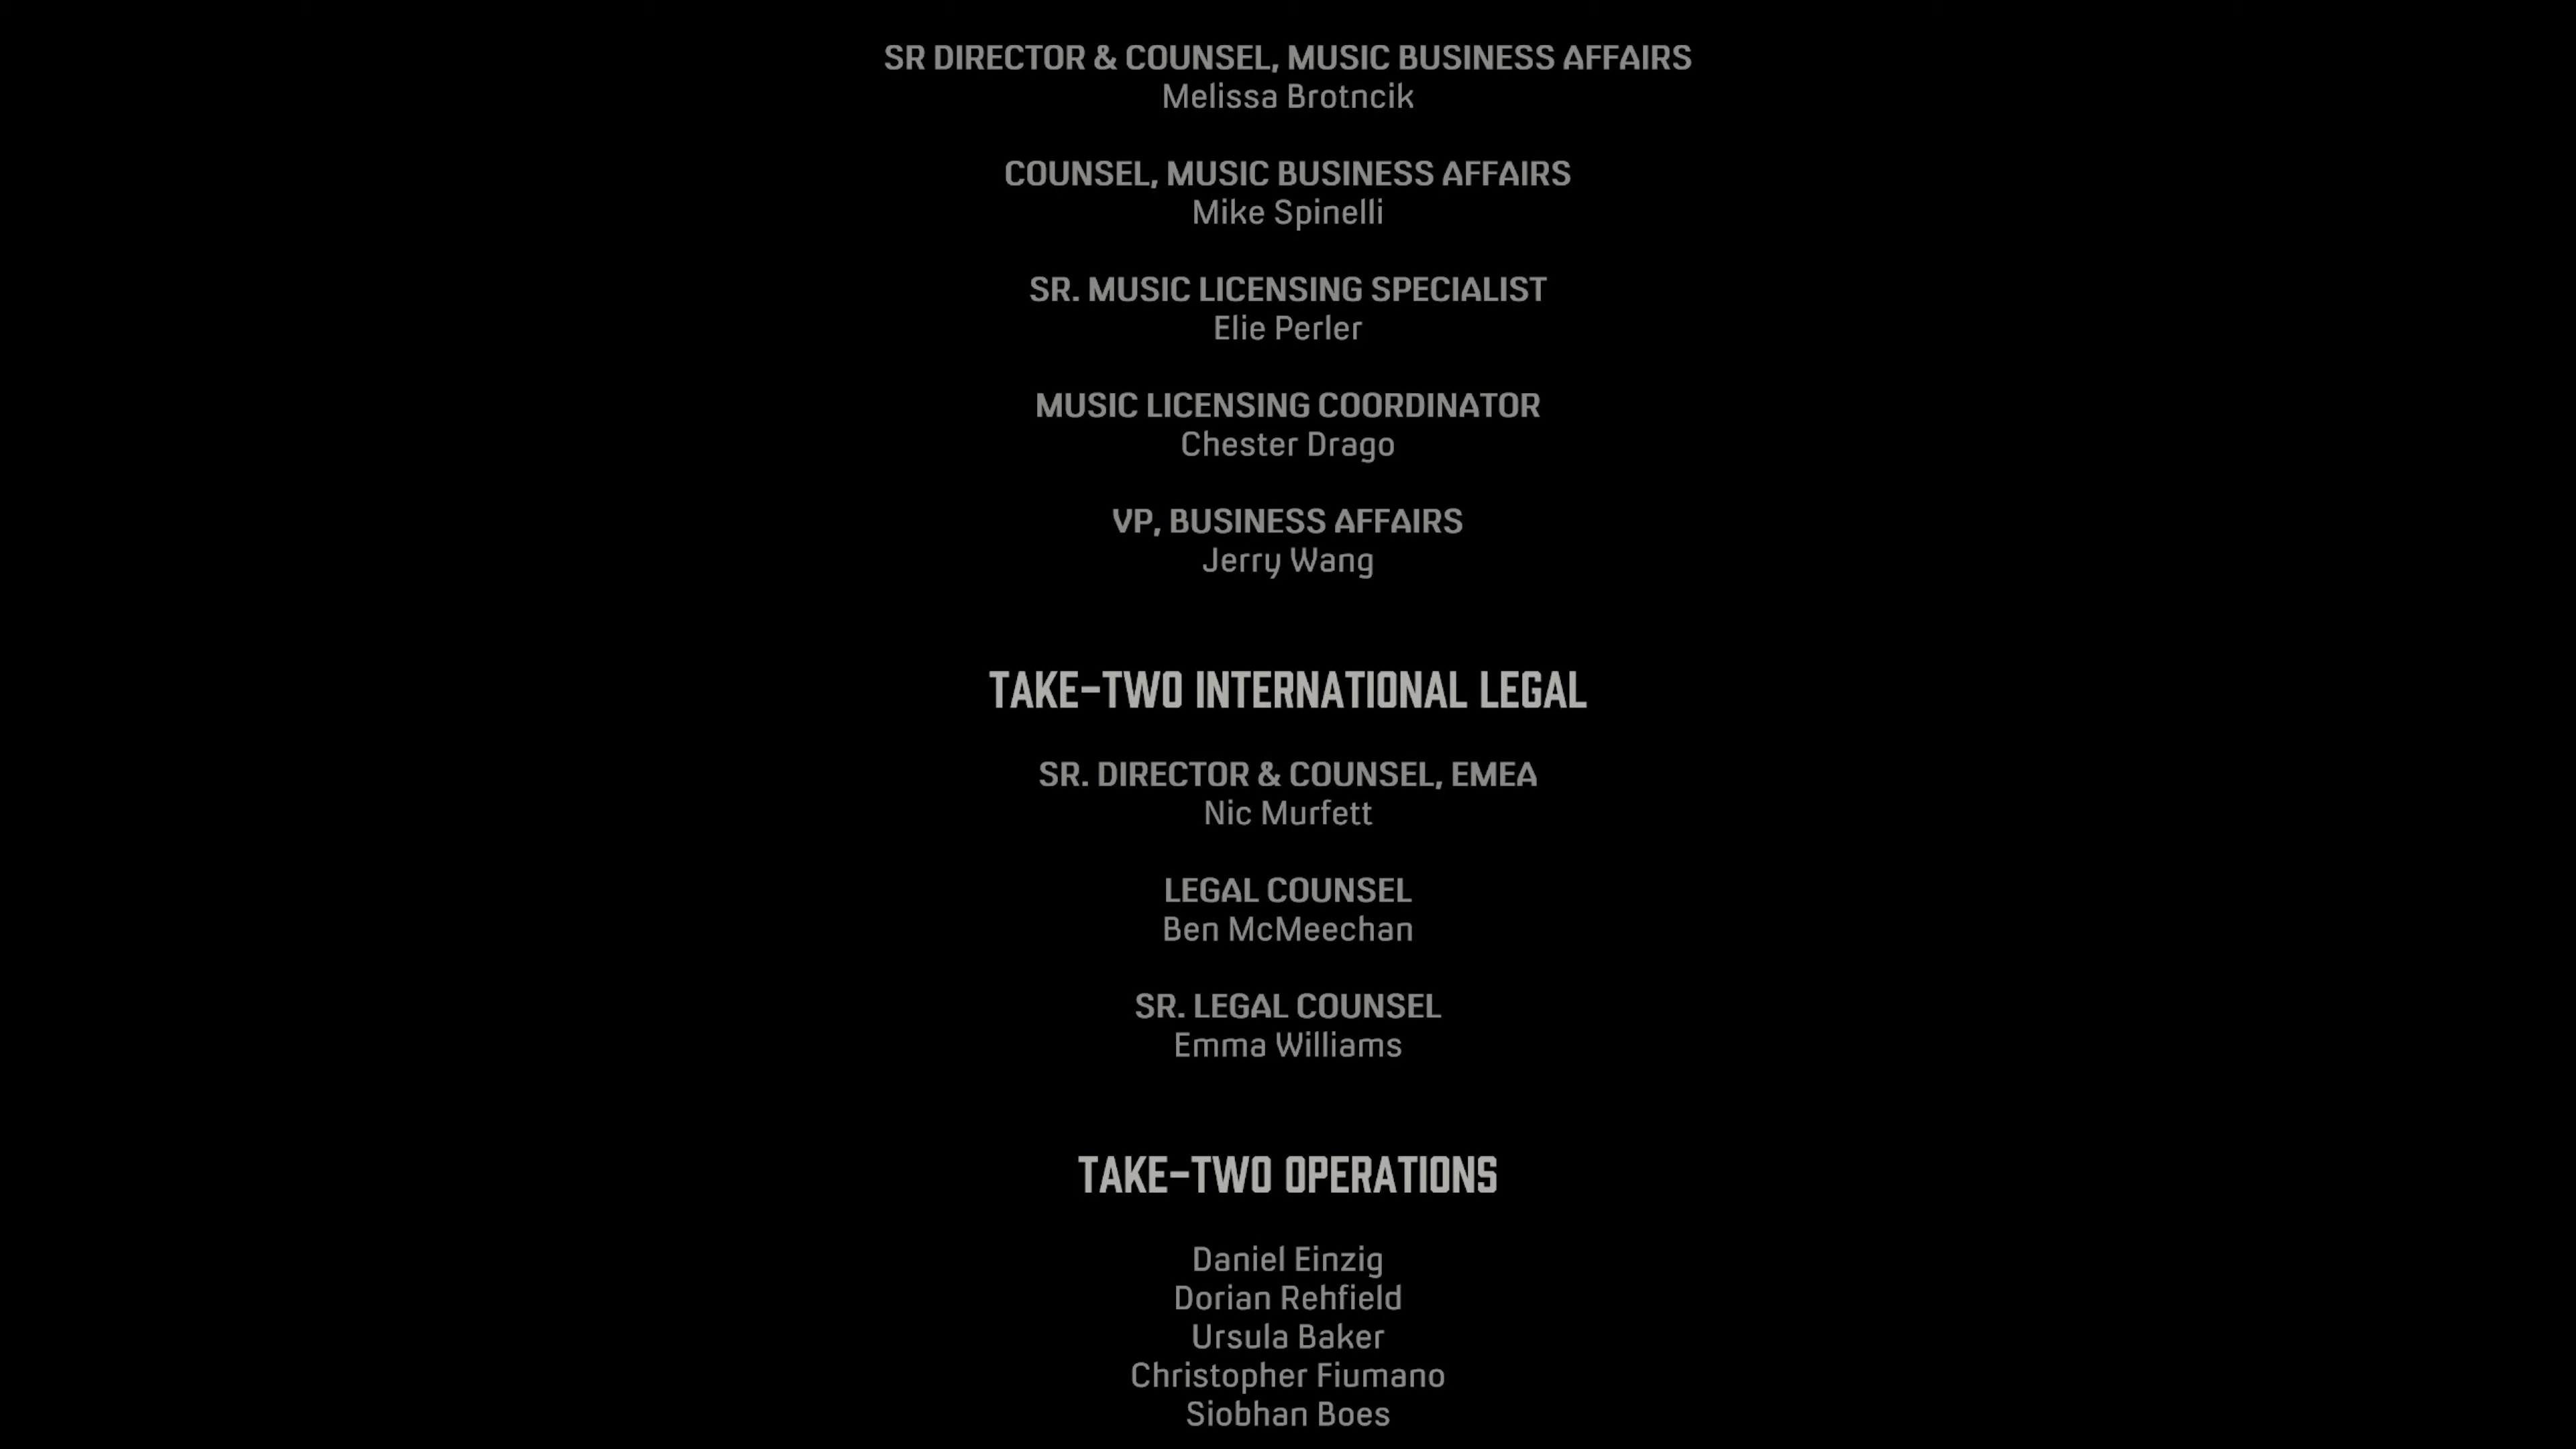 SR DIRECTOR & COUNSEL, MUSIC BUSINESS AFFAIRS
Melissa Brotncik
COUNSEL, MUSIC BUSINESS AFFAIRS
Mike Spinelli
SR. MUSIC LICENSING SPECIALIST
Elie Perler
MUSIC LICENSING COORDINATOR
Chester Drago
VP, BUSINESS AFFAIRS
Jerry Wang
TAKE-TWO INTERNATIONAL LEGAL
SR. DIRECTOR & COUNSEL, EMEA
Nic Murfett
LEGAL COUNSEL
Ben McMeechan
SR. LEGAL COUNSEL
Emma Williams
TAKE-TWO OPERATIONS
Daniel Einzig
Dorian Rehfield
Ursula Baker
Christopher Fiumano
Siobhan Boes